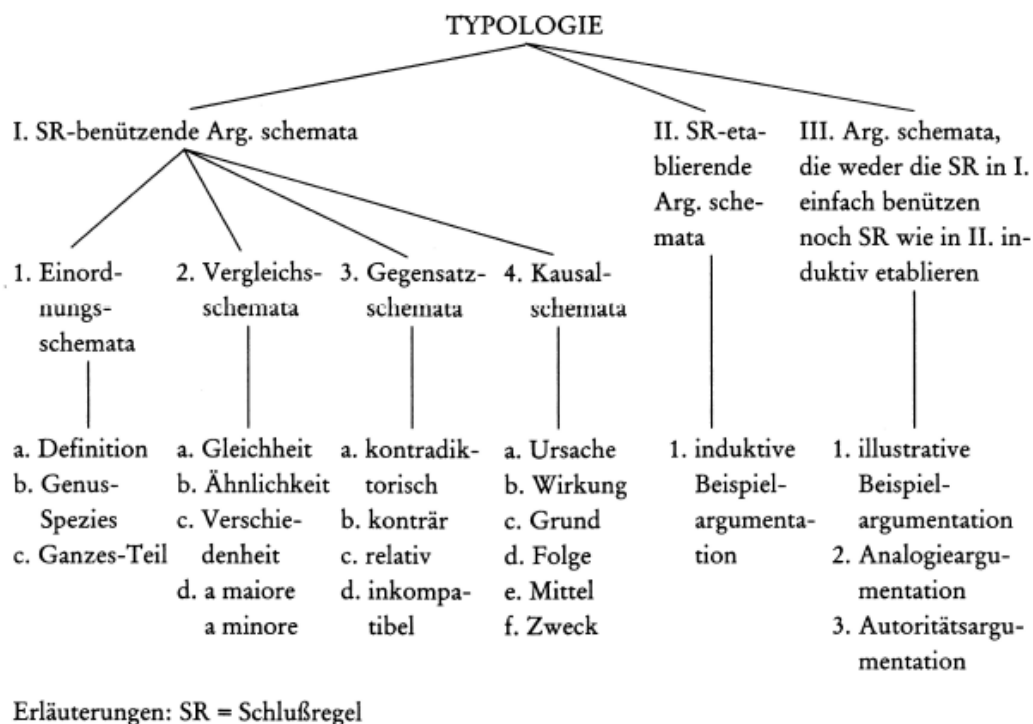 TYPOLOGIE
I. SR-benützende Arg. schemata
II. SR-eta-
blierende
Arg. sche-
mata
III. Arg. schemata,
die weder die SR in I.
einfach benützen
noch SR wie in II. in-
duktiv etablieren
1. Einord-
nungs-
schemata
2. Vergleichs-
schemata
3. Gegensatz-
schemata
4. Kausal-
schemata
a. Definition
b. Genus-
Spezies
c. Ganzes-Teil
a. Gleichheit
b. Ähnlichkeit
c. Verschie-
denheit
d. a maiore
a minore
a. kontradik-
torisch
b. konträr
c. relativ
d. inkompa-
tibel
a. Ursache
b. Wirkung
c. Grund
d. Folge
e. Mittel
f. Zweck
1. induktive
Beispiel-
argumenta-
tion
1. illustrative
Beispiel-
argumentation
2. Analogieargu-
mentation
3. Autoritätsargu-
mentation
Erläuterungen: SR = Schlußregel